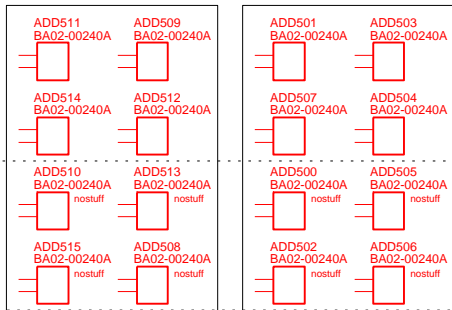 ADD511 ADD509 ADD501 ADD503
BA02-00240A BA02-00240A BA02-00240A BA02-00240A
ADD514 ADD512 ADD507 ADD504
BA02-00240A BA02-00240A BA02-00240A BA02-00240A
ADD510 ADD513 ADD500 ADD505
BA02-00240A BA02-00240A BA02-00240A BA02-00240A
nostuff nostuff nostuff nostuff
ADD515 ADD508 ADD502 ADD506
BA02-00240A BA02-00240A BA02-00240A BA02-00240A
nostuff nostuff nostuff nostuff